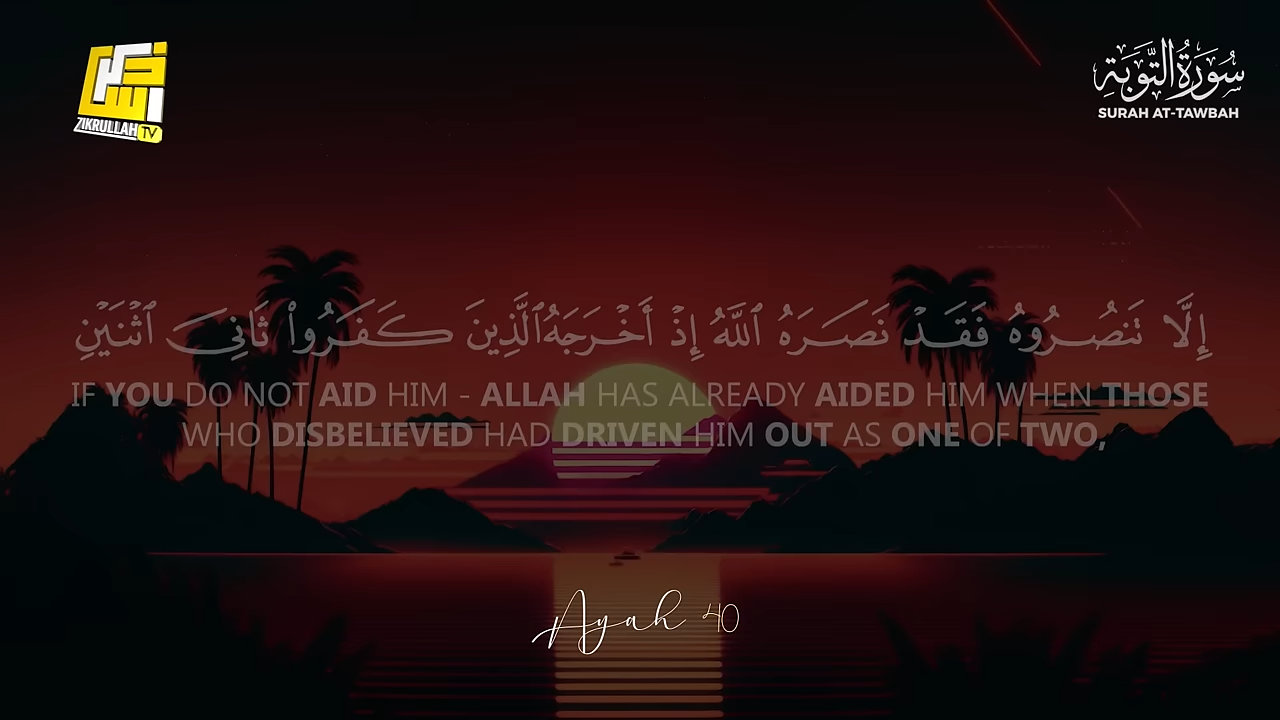 ذكر الله
ZIKRULLAH TV
سُورَةُ التَّوْبَةِ
SURAH AT-TAWBAH
إِلَّا تَنصُرُوهُ فَقَدْ نَصَرَهُ ٱللَّهُ إِذْ أَخْرَجَهُ ٱلَّذِينَ كَفَرُوا۟ ثَانِىَ ٱثْنَيْنِ
IF YOU DO NOT AID HIM - ALLAH HAS ALREADY AIDED HIM WHEN THOSE
WHO DISBELIEVED HAD DRIVEN HIM OUT AS ONE OF TWO,
Ayah 40